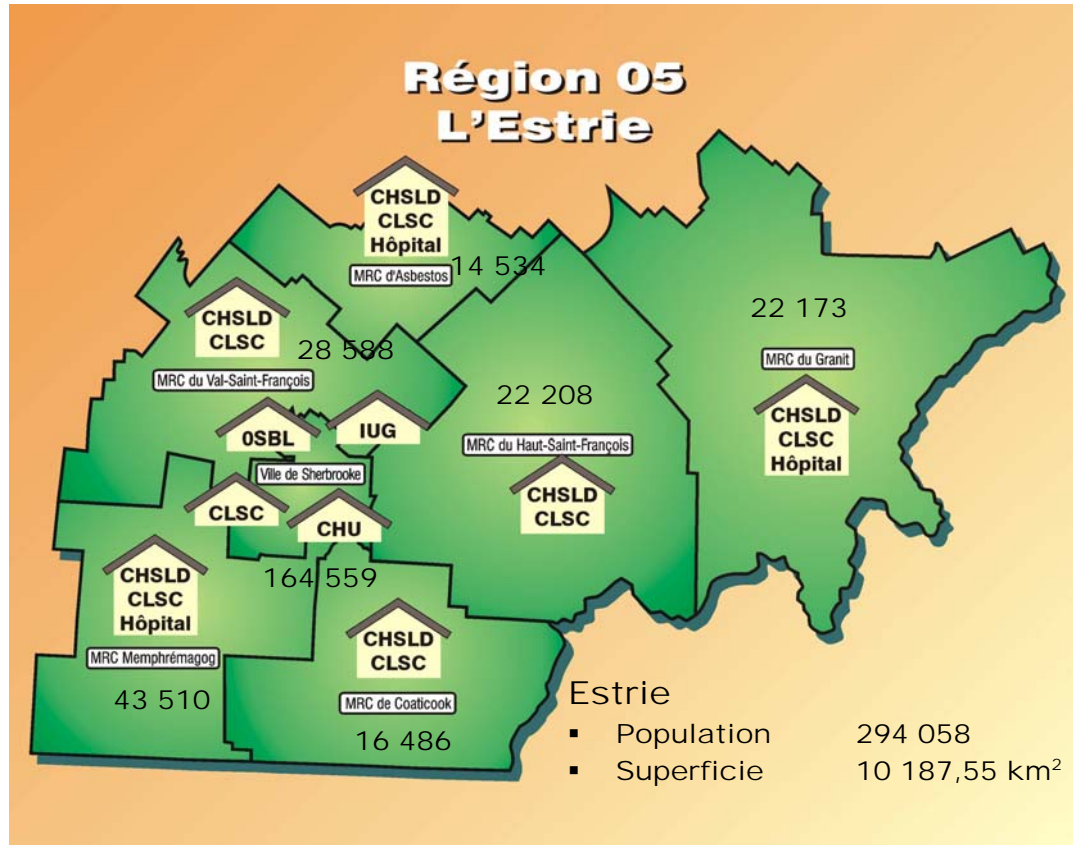 Région 05
L'Estrie
CHSLD
CLSC
Hôpital
MRC d'Asbestos
14 534
CHSLD
CLSC
28 588
MRC du Val-Saint-François
22 173
MRC du Granit
CHSLD
CLSC
Hôpital
22 208
MRC du Haut-Saint-François
CHSLD
CLSC
0SBL
IUG
Ville de Sherbrooke
CLSC
CHU
164 559
CHSLD
CLSC
Hôpital
MRC Memphrémagog
43 510
CHSLD
CLSC
MRC de Coaticook
16 486
Estrie
▪ Population 294 058
▪ Superficie 10 187,55 km²